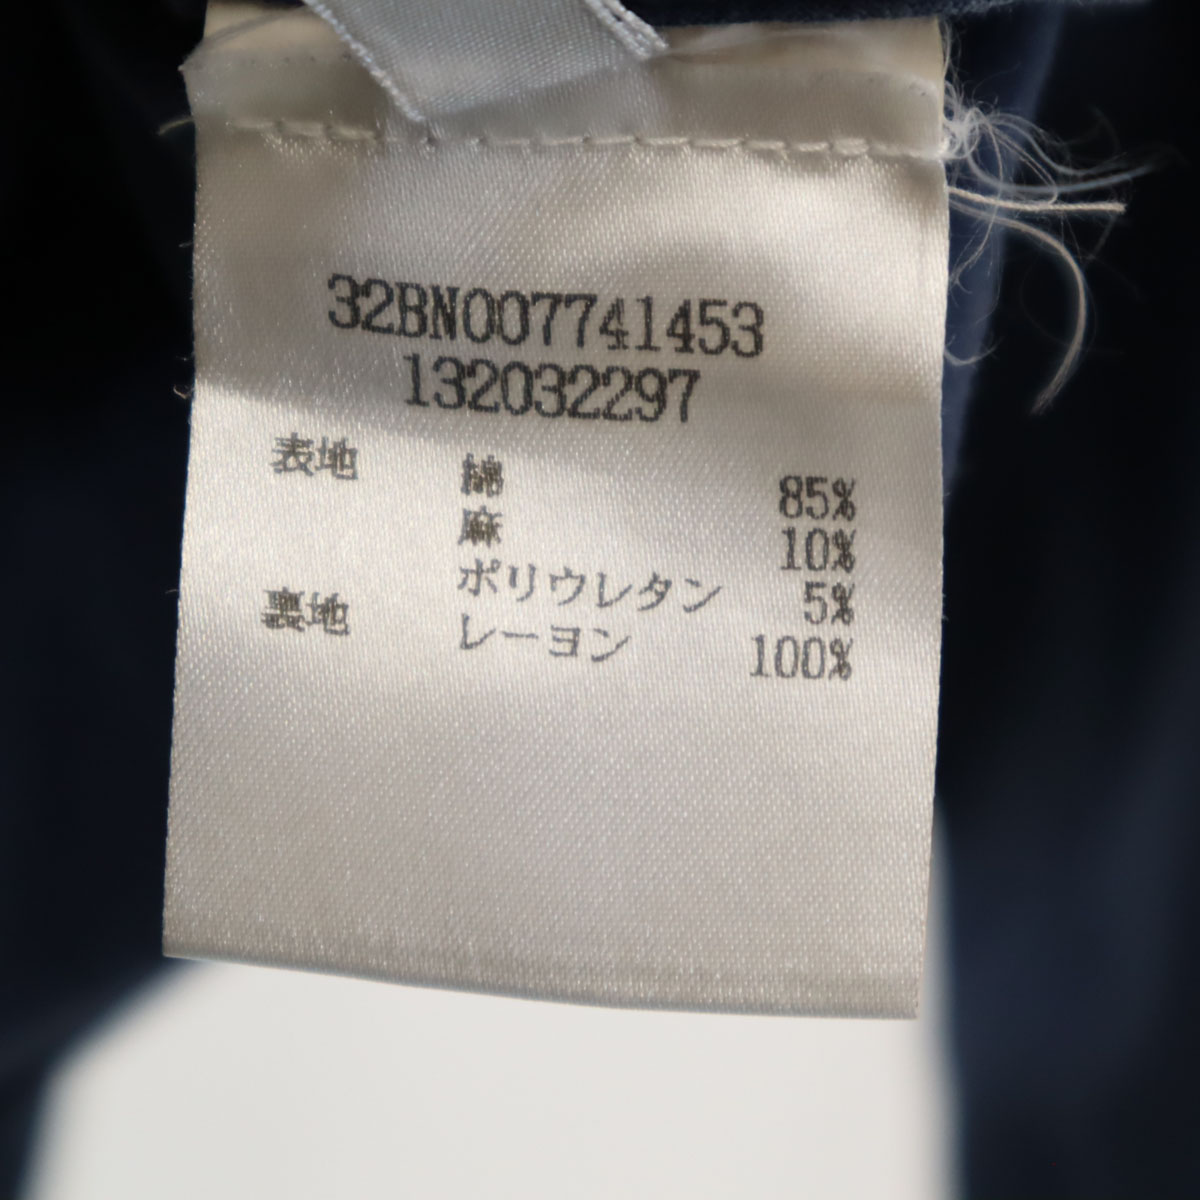 32BN007741453
132032297
表地 綿 85%
麻 10%
ポリウレタン 5%
裏地 レーヨン 100%